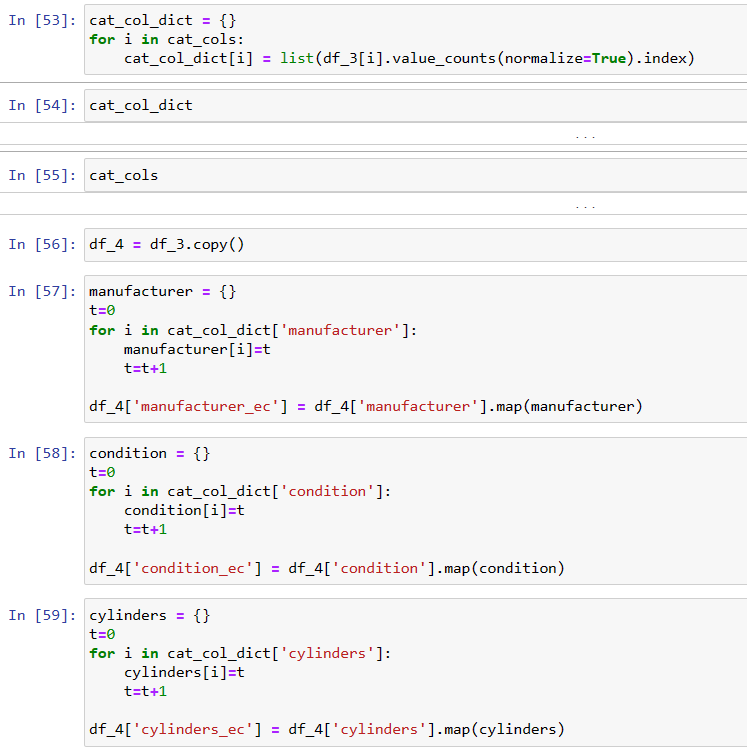 In [53]: cat_col_dict = {}
for i in cat_cols:
    cat_col_dict[i] = list(df_3[i].value_counts(normalize=True).index)
In [54]: cat_col_dict
...
In [55]: cat_cols
...
In [56]: df_4 = df_3.copy()
In [57]: manufacturer = {}
t=0
for i in cat_col_dict['manufacturer']:
    manufacturer[i]=t
    t=t+1
df_4['manufacturer_ec'] = df_4['manufacturer'].map(manufacturer)
In [58]: condition = {}
t=0
for i in cat_col_dict['condition']:
    condition[i]=t
    t=t+1
df_4['condition_ec'] = df_4['condition'].map(condition)
In [59]: cylinders = {}
t=0
for i in cat_col_dict['cylinders']:
    cylinders[i]=t
    t=t+1
df_4['cylinders_ec'] = df_4['cylinders'].map(cylinders)